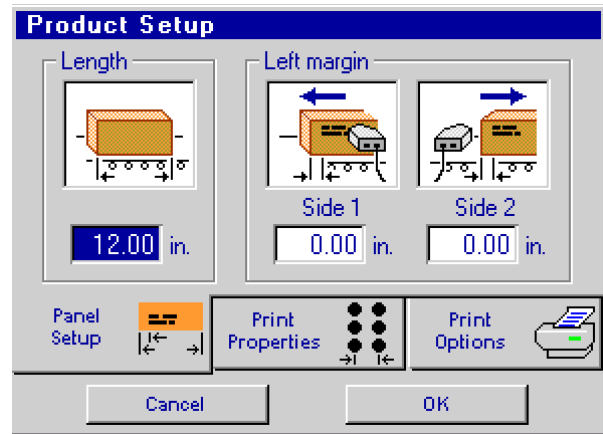 Product Setup
Length
Left margin
Side 1
Side 2
12.00 in.
0.00 in.
0.00 in.
Panel
Setup
Print
Properties
Print
Options
Cancel
OK